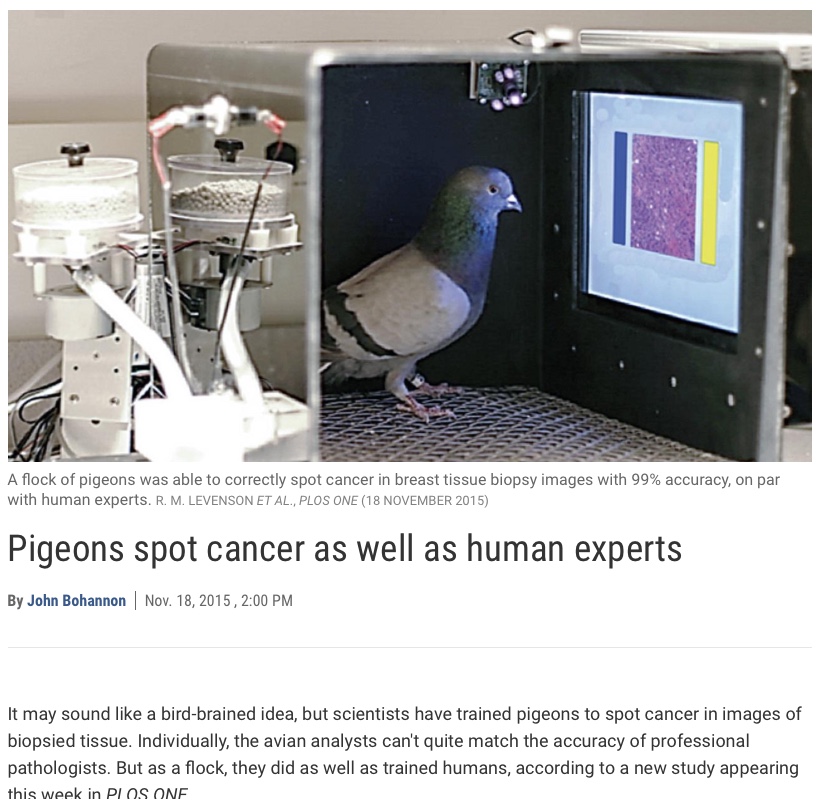 A flock of pigeons was able to correctly spot cancer in breast tissue biopsy images with 99% accuracy, on par
with human experts. R. M. LEVENSON ET AL., PLOS ONE (18 NOVEMBER 2015)
Pigeons spot cancer as well as human experts
By John Bohannon | Nov. 18, 2015 , 2:00 PM
It may sound like a bird-brained idea, but scientists have trained pigeons to spot cancer in images of
biopsied tissue. Individually, the avian analysts can't quite match the accuracy of professional
pathologists. But as a flock, they did as well as trained humans, according to a new study appearing
this week in PLOS ONE